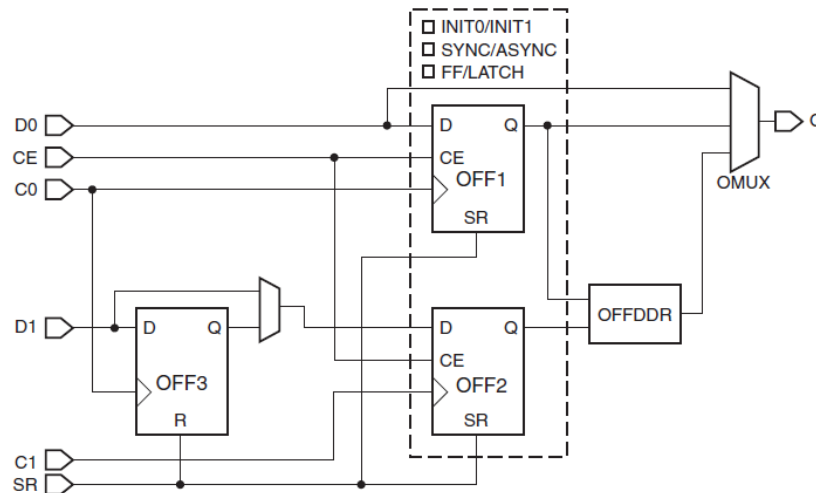 INIT0/INIT1
SYNC/ASYNC
FF/LATCH
D0
D Q
CE
CE
C0
OFF1
OMUX
SR
D1
D Q
D Q
OFFDDR
CE
OFF3
OFF2
R
SR
C1
SR